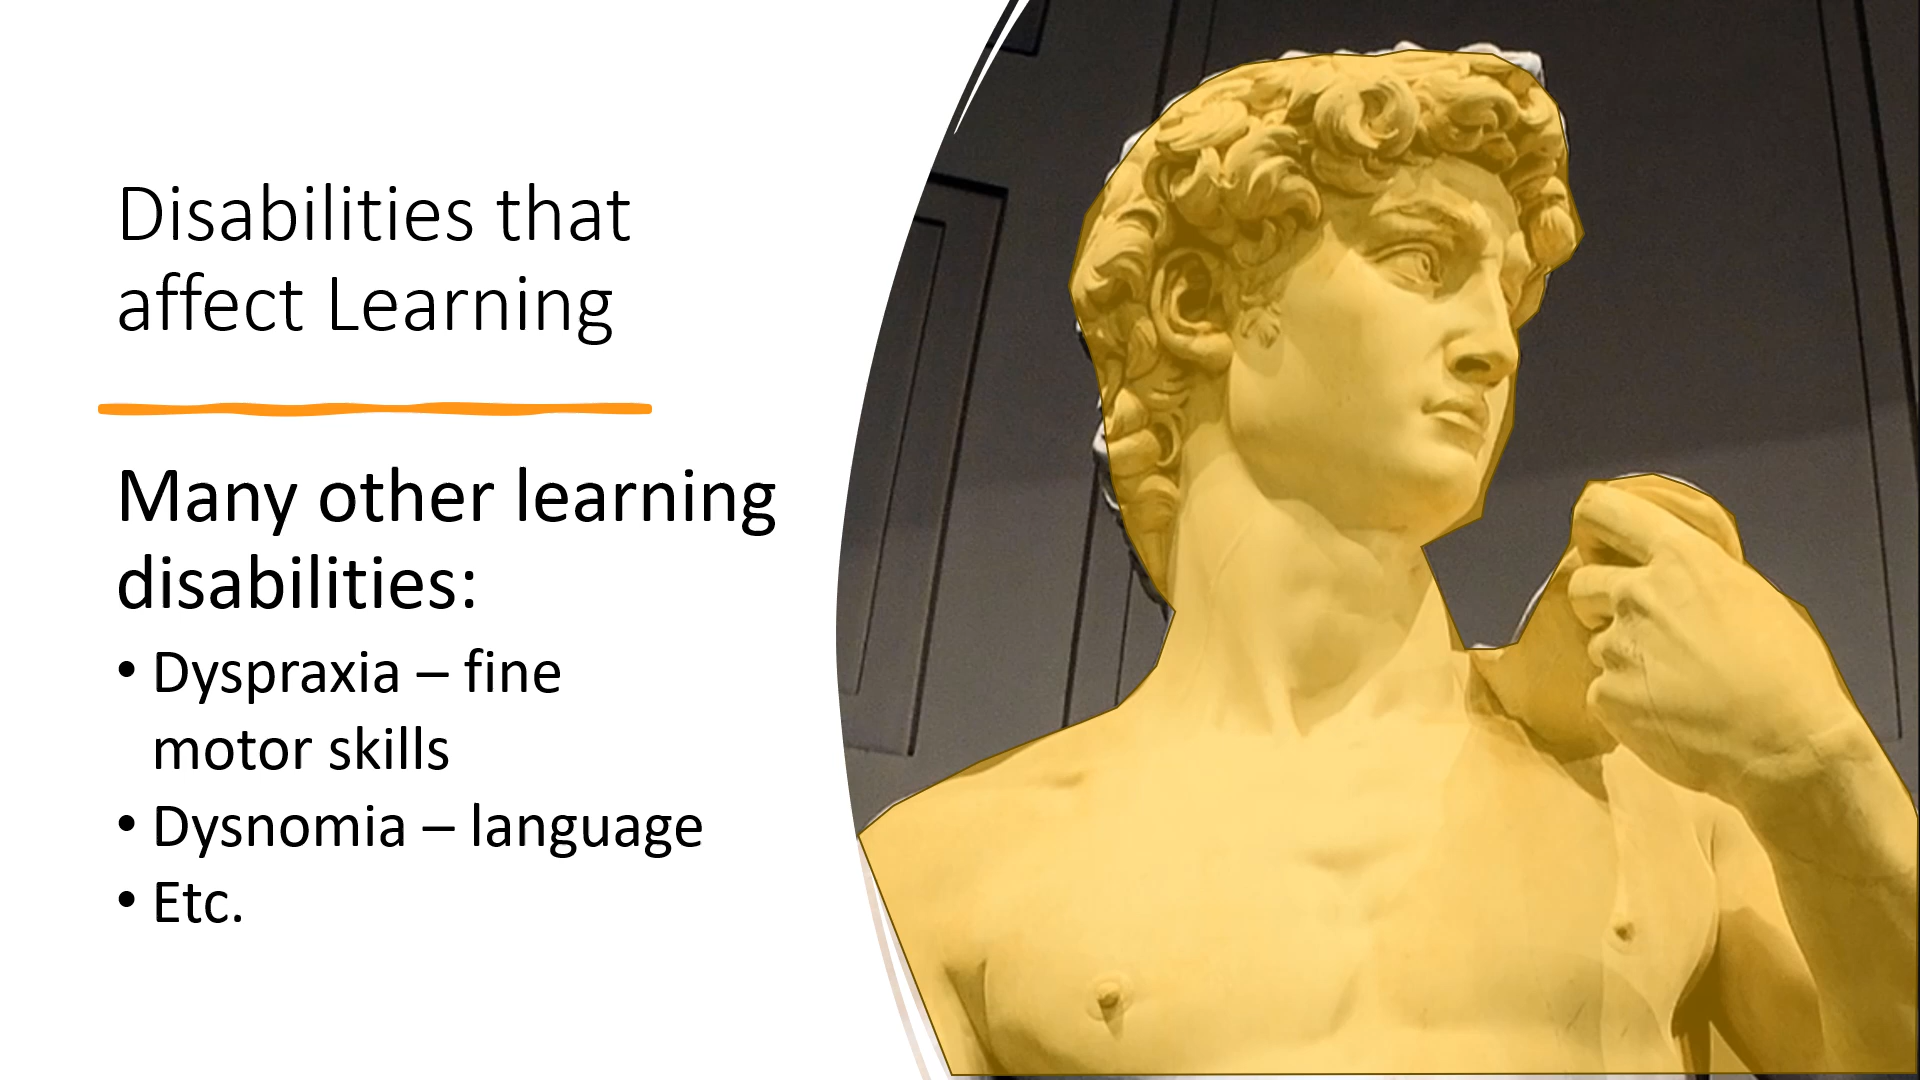 Disabilities that
affect Learning
Many other learning
disabilities:
• Dyspraxia – fine
motor skills
• Dysnomia – language
• Etc.